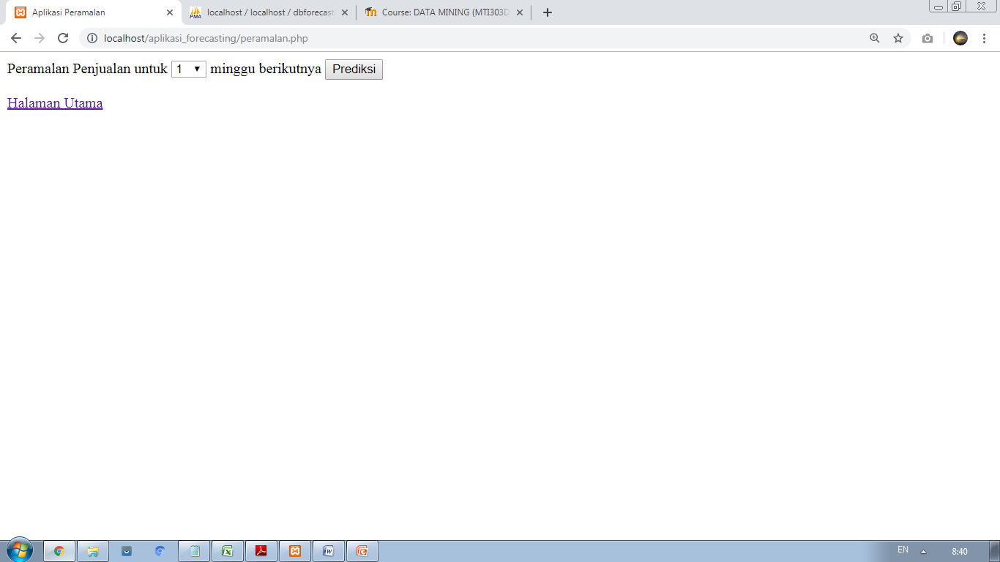 Aplikasi Peramalan
localhost / localhost / dbforecast
Course: DATA MINING (MTI303D
localhost/aplikasi_forecasting/peramalan.php
Peramalan Penjualan untuk 1 minggu berikutnya Prediksi
Halaman Utama
EN
8:40